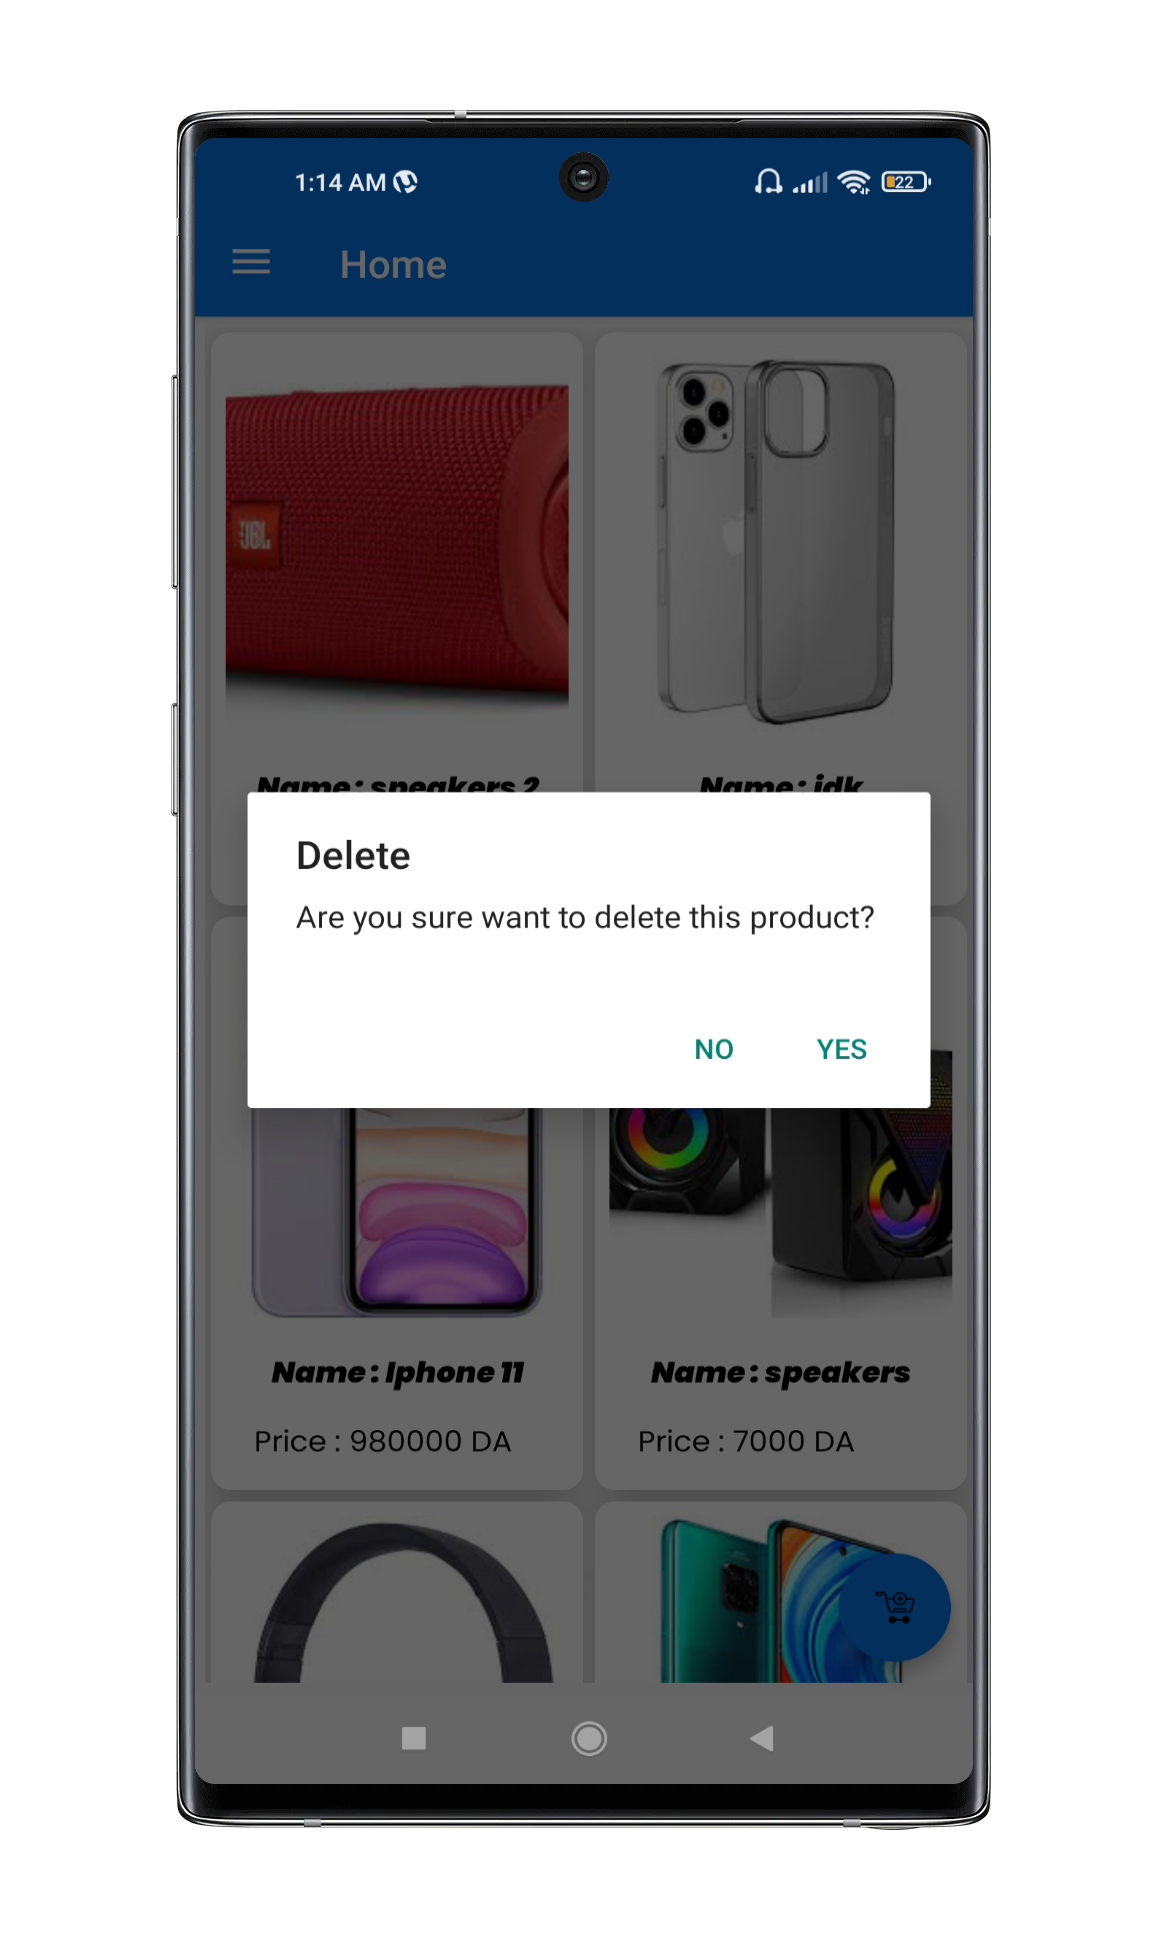 1:14 AM
22
Home
JBL
Name : speakers 2
Name : idk
Delete
Are you sure want to delete this product?
NO
YES
Name : Iphone 11
Name : speakers
Price : 980000 DA
Price : 7000 DA